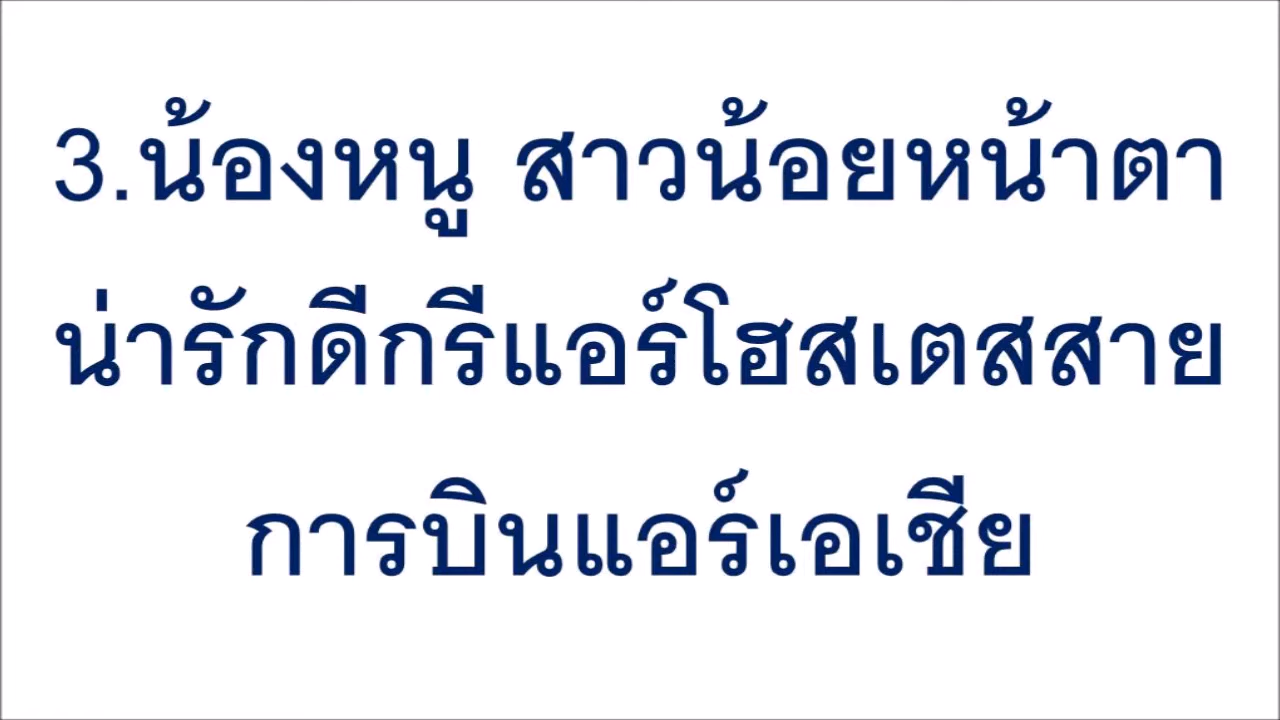 3.น้องหนู สาวน้อยหน้าตา
น่ารักดีกรีแอร์โฮสเตสสาย
การบินแอร์เอเชีย